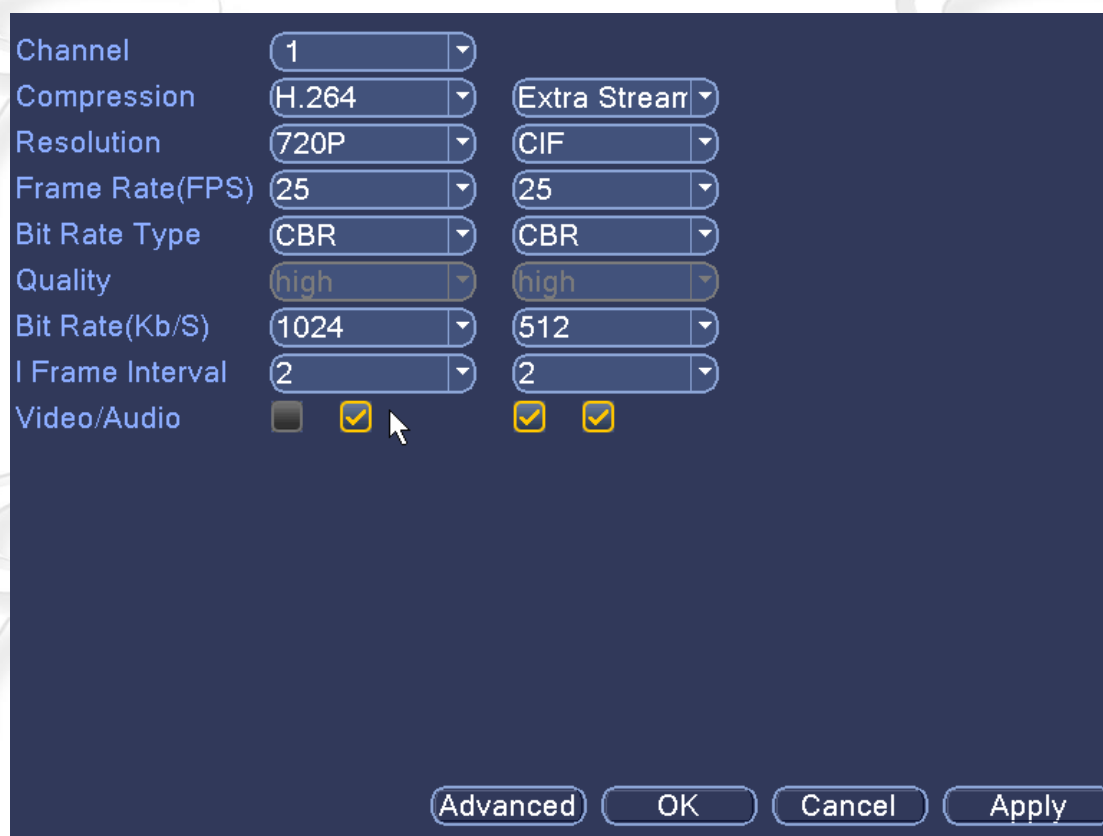 Channel 1
Compression H.264 Extra Stream
Resolution 720P CIF
Frame Rate(FPS) 25 25
Bit Rate Type CBR CBR
Quality high high
Bit Rate(Kb/S) 1024 512
I Frame Interval 2 2
Video/Audio
Advanced OK Cancel Apply